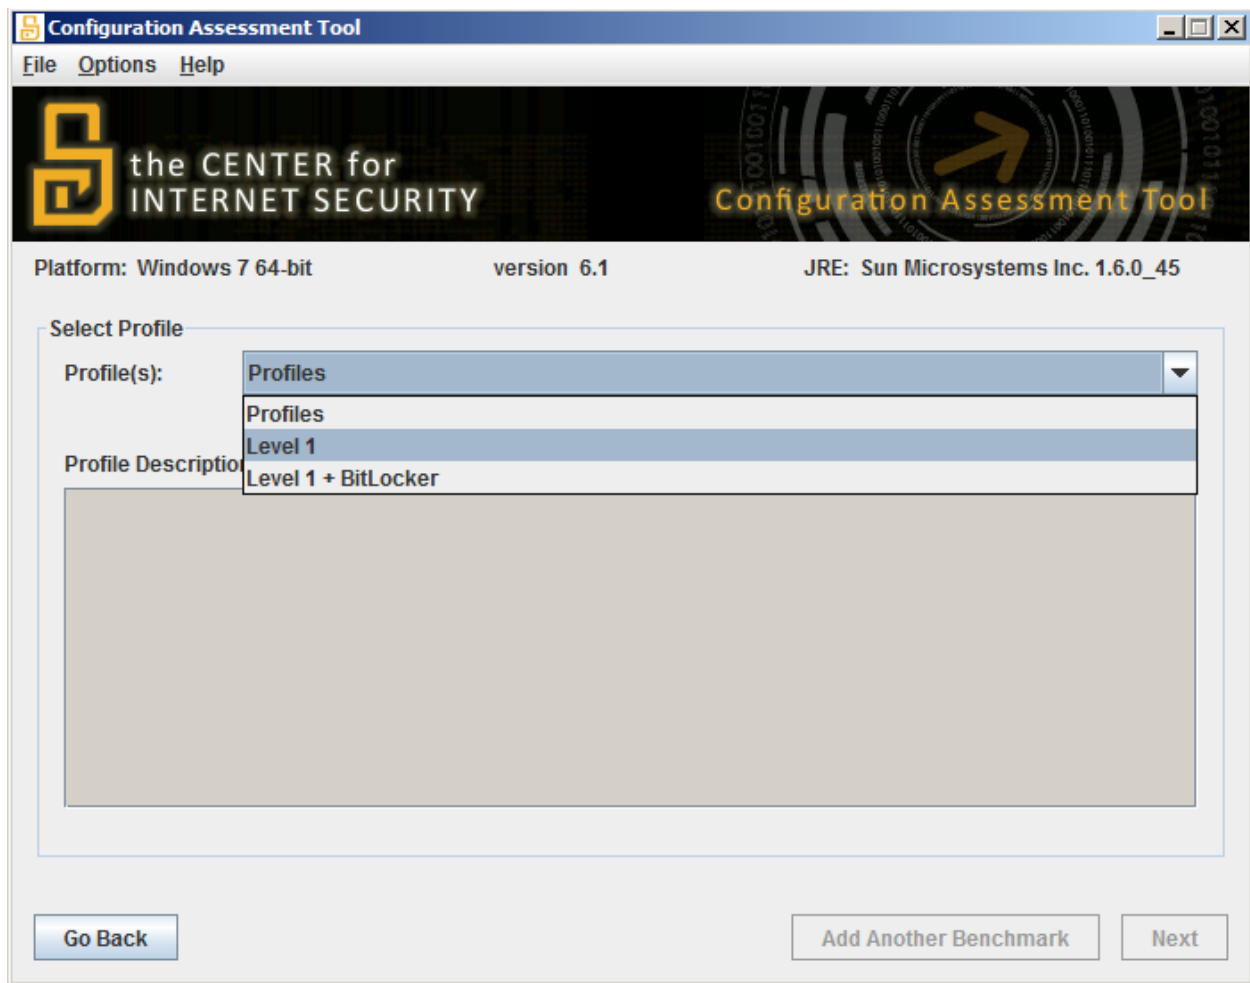 Configuration Assessment Tool
File Options Help
the CENTER for
INTERNET SECURITY
Configuration Assessment Tool
Platform: Windows 7 64-bit version 6.1 JRE: Sun Microsystems Inc. 1.6.0_45
Select Profile
Profile(s): Profiles
Profiles
Level 1
Profile Description
Level 1 + BitLocker
Go Back Add Another Benchmark Next